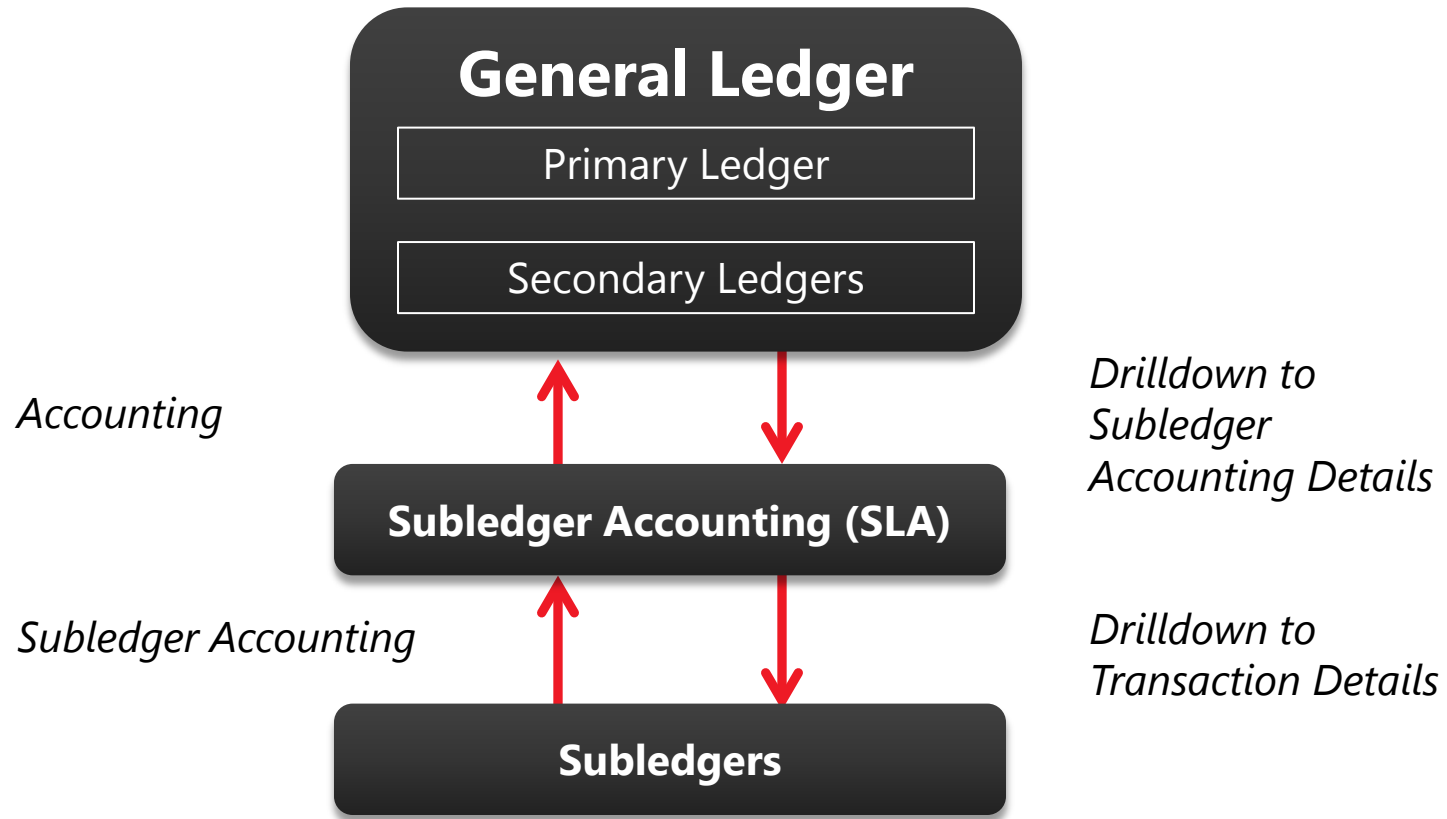 General Ledger
Primary Ledger
Secondary Ledgers
Accounting
Drilldown to
Subledger
Accounting Details
Subledger Accounting (SLA)
Subledger Accounting
Drilldown to
Transaction Details
Subledgers